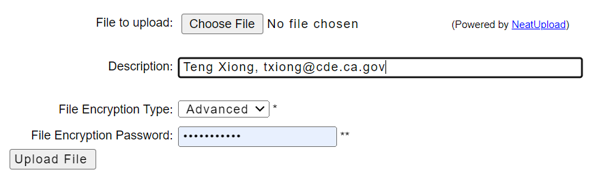 File to upload: Choose File No file chosen (Powered by NeatUpload)
Description: Teng Xiong, txiong@cde.ca.gov
File Encryption Type: Advanced *
File Encryption Password: ••••••••••• **
Upload File